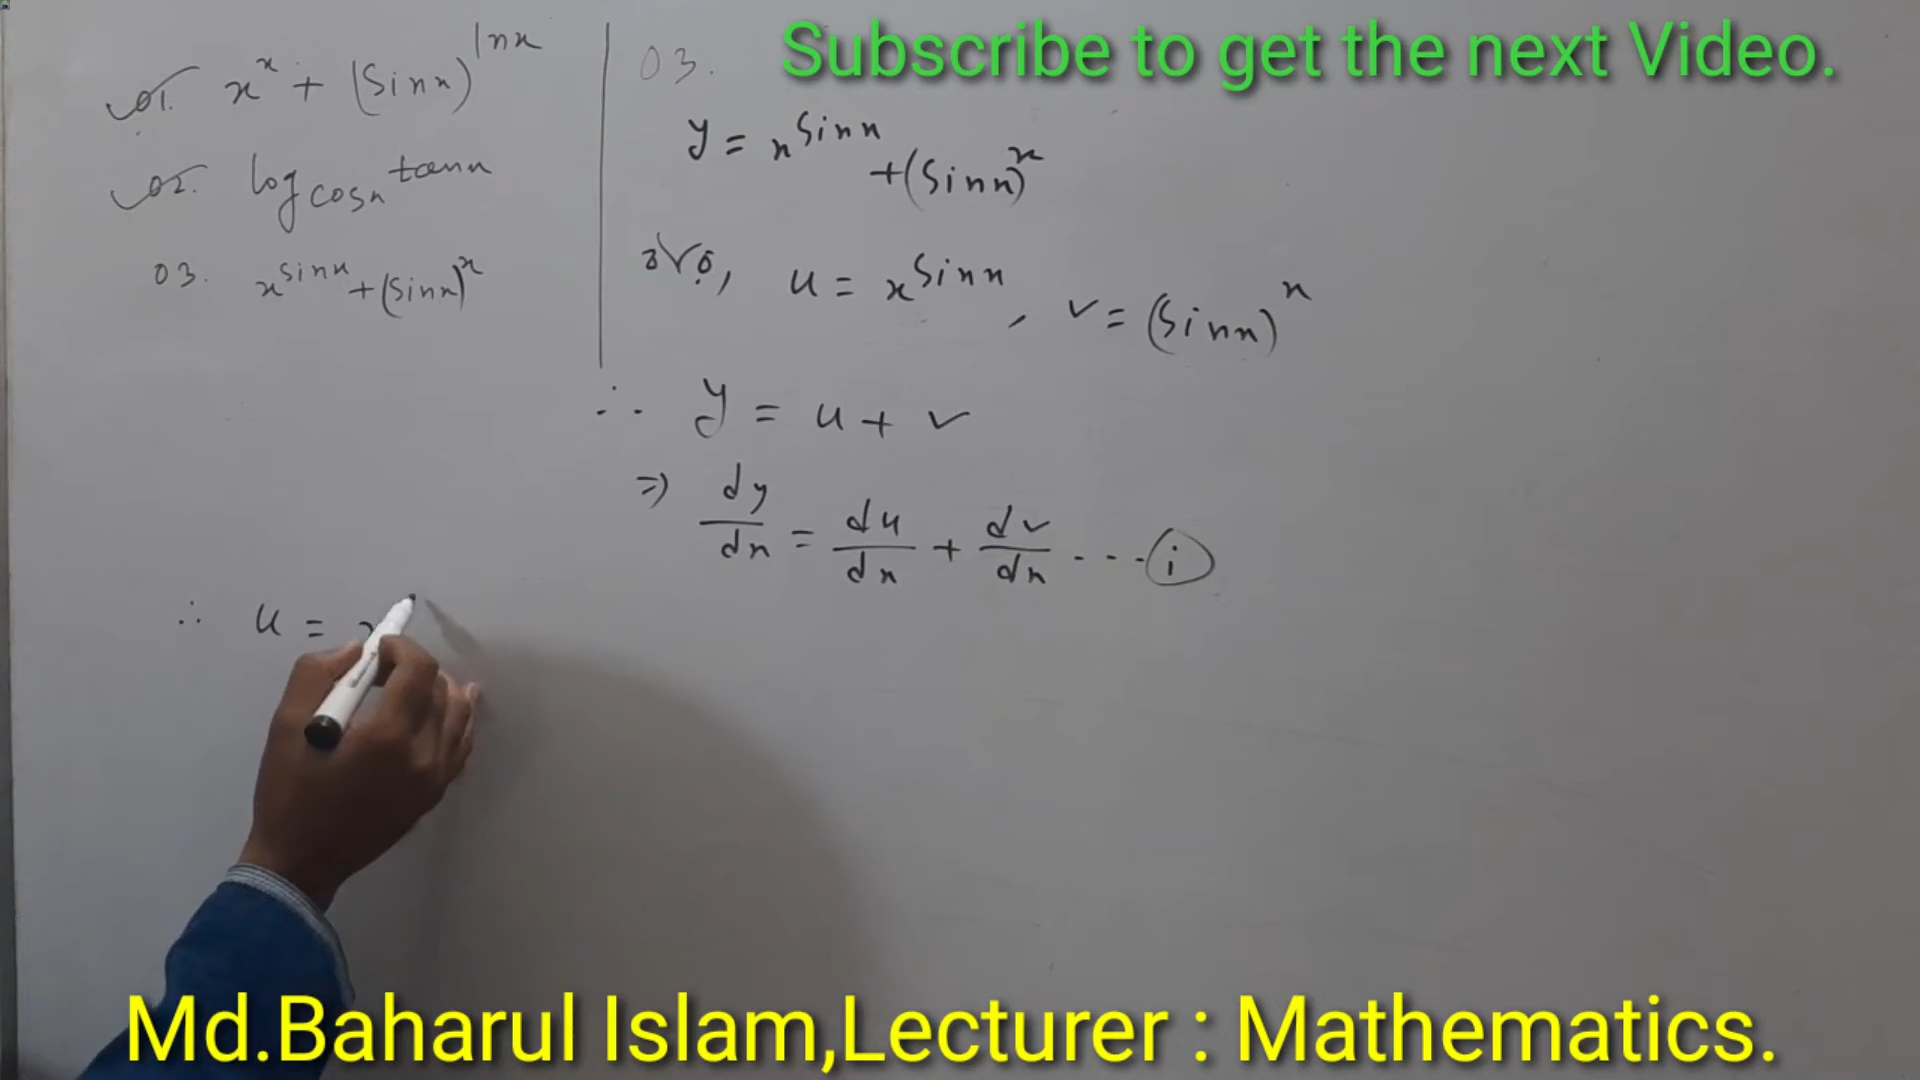 01. x^x + (Sinx)^lnx
02. log_cosx tanx
03. x^sinx + (sinx)^x
03.
y = x^sinx
+ (sinx)^x
ধরি, u = x^sinx, v = (sinx)^x
∴ y = u + v
⇒ dy/dx = du/dx + dv/dx ... (i)
∴ u = x
Subscribe to get the next Video.
Md.Baharul Islam,Lecturer : Mathematics.